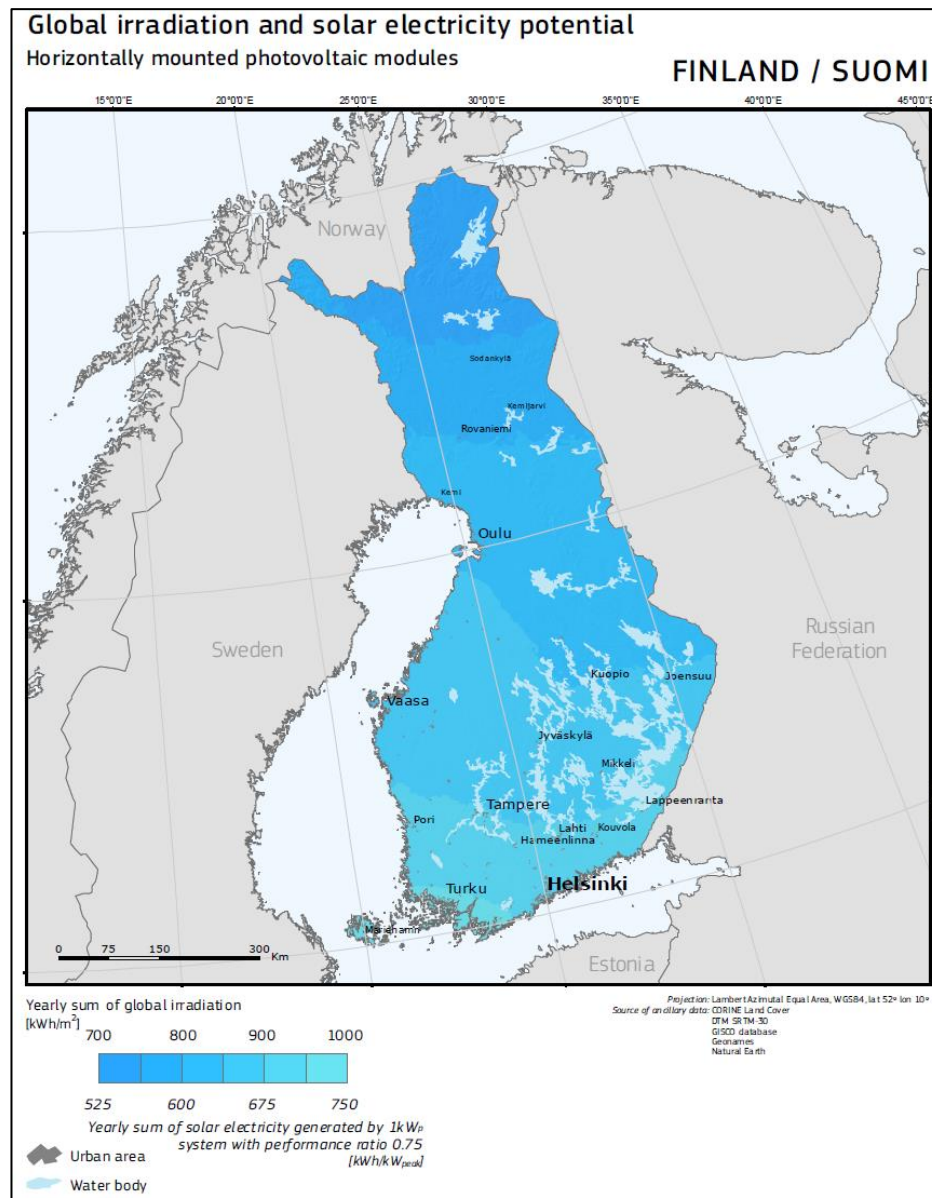 Global irradiation and solar electricity potential
Horizontally mounted photovoltaic modules
FINLAND / SUOMI
15°0'0"E 20°0'0"E 25°0'0"E 30°0'0"E 35°0'0"E 40°0'0"E 45°0'0"E
Norway
Sodankylä
Kemijarvi
Rovaniemi
Kemi
Oulu
Sweden
Russian
Federation
Kuopio
Joensuu
Vaasa
Jyväskylä
Mikkeli
Tampere
Lappeenranta
Pori
Lahti
Kouvola
Hameenlinna
Turku
Helsinki
Mariehamn
0 75 150 300 Km
Estonia
Yearly sum of global irradiation
[kWh/m²]
700 800 900 1000
525 600 675 750
Yearly sum of solar electricity generated by 1kWp
system with performance ratio 0.75
[kWh/kWpeak]
Urban area
Water body
Projection: Lambert Azimutal Equal Area, WGS84, lat 52° lon 10°
Source of ancillary data: CORINE Land Cover
DTM SRTM-30
GISCO database
Geonames
Natural Earth